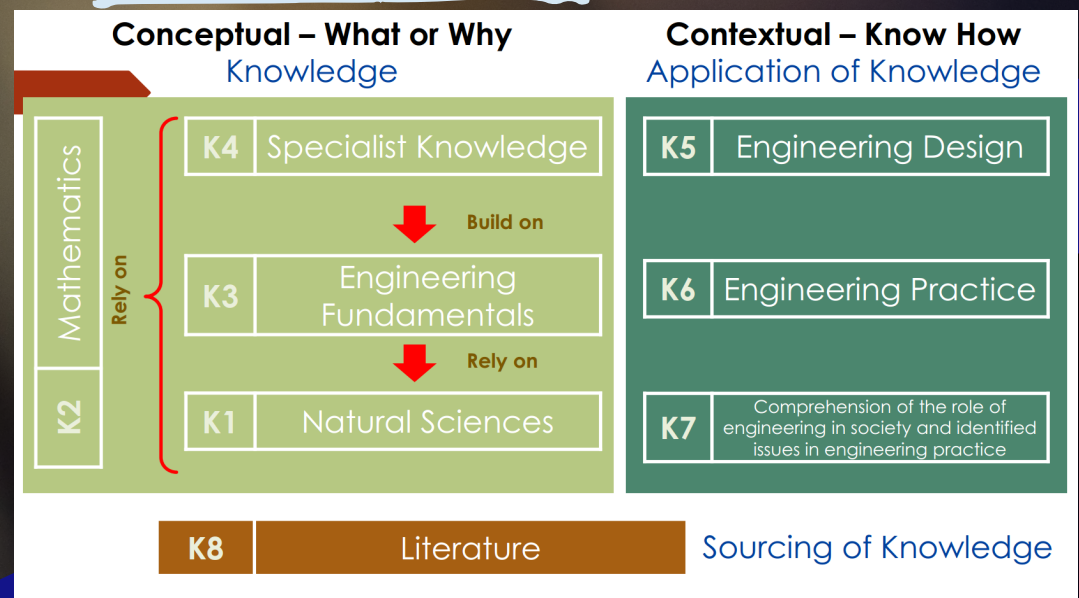 Conceptual – What or Why
Knowledge
Contextual – Know How
Application of Knowledge
Mathematics
K2
Rely on
K4
Specialist Knowledge
Build on
K3
Engineering
Fundamentals
Rely on
K1
Natural Sciences
K5
Engineering Design
K6
Engineering Practice
K7
Comprehension of the role of
engineering in society and identified
issues in engineering practice
K8
Literature
Sourcing of Knowledge